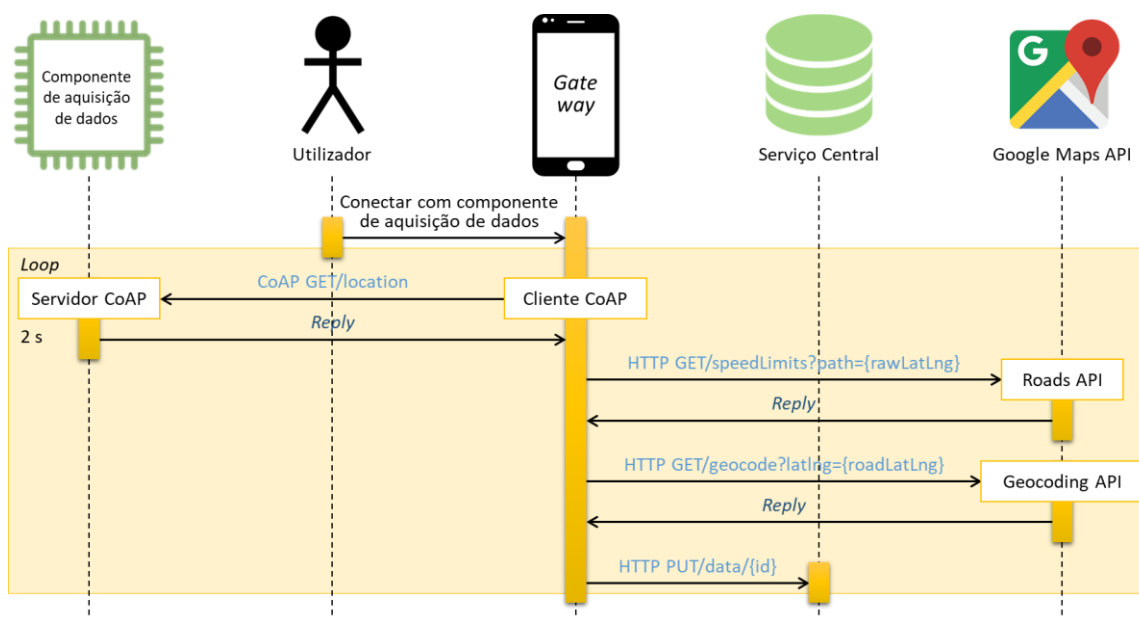 Componente
de aquisição
de dados
Utilizador
Gate
way
Serviço Central
G
Google Maps API
Conectar com componente
de aquisição de dados
Loop
Servidor CoAP
CoAP GET/location
Cliente CoAP
2 s
Reply
HTTP GET/speedLimits?path={rawLatLng}
Roads API
Reply
HTTP GET/geocode?latlng={roadLatLng}
Geocoding API
Reply
HTTP PUT/data/{id}